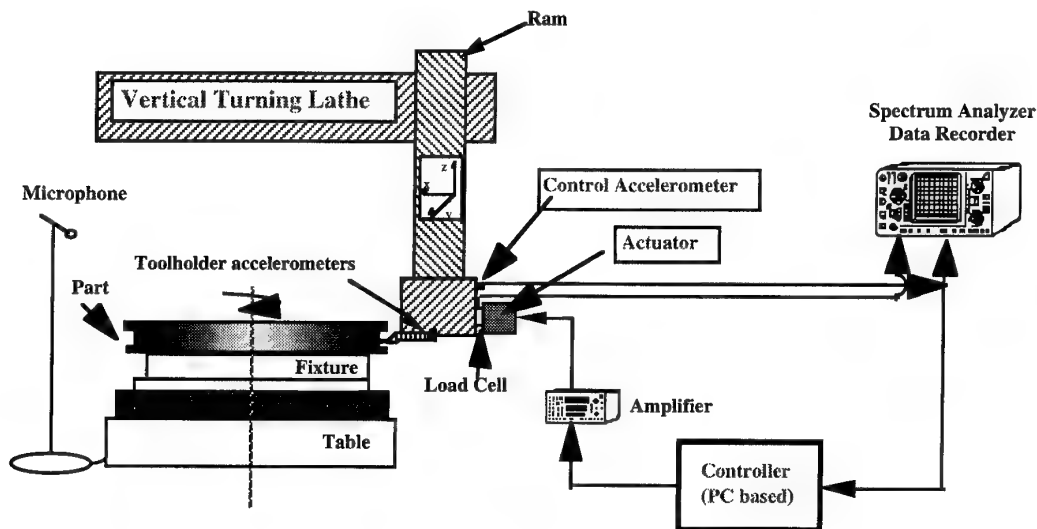 Ram
Vertical Turning Lathe
Spectrum Analyzer
Data Recorder
z
Microphone
Control Accelerometer
Y
Actuator
Toolholder accelerometers
Part
Fixture
Load Cell
Amplifier
Table
Controller
(PC based)